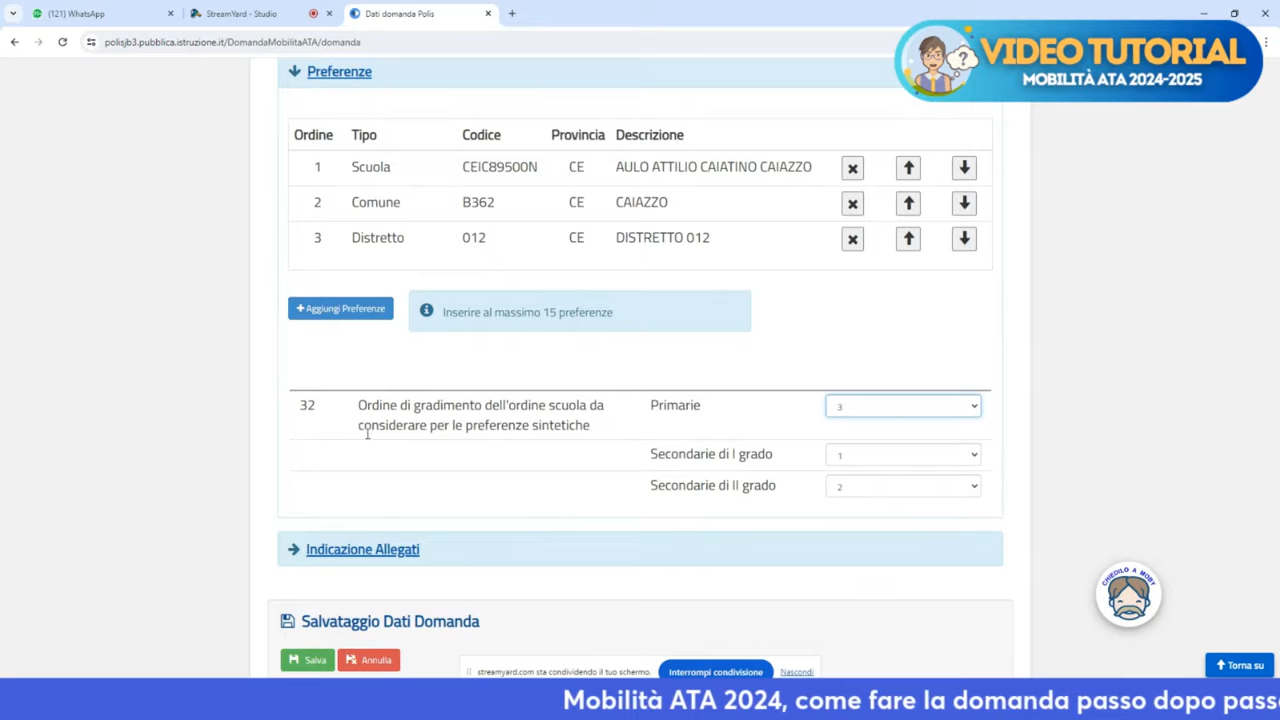 (121) WhatsApp
StreamYard - Studio
Dati domanda Polis
polisjb3.pubblica.istruzione.it/DomandaMobilitaATA/domanda
VIDEO TUTORIAL
MOBILITÀ ATA 2024-2025
Preferenze
Ordine Tipo Codice Provincia Descrizione
1 Scuola CEIC89500N CE AULO ATTILIO CAIATINO CAIAZZO
2 Comune B362 CE CAIAZZO
3 Distretto 012 CE DISTRETTO 012
+ Aggiungi Preferenze
Inserire al massimo 15 preferenze
32 Ordine di gradimento dell'ordine scuola da Primarie 3
considerare per le preferenze sintetiche
Secondarie di I grado 1
Secondarie di II grado 2
Indicazione Allegati
CHIEDILO A MOBY
Salvataggio Dati Domanda
Salva Annulla
streamyard.com sta condividendo il tuo schermo. Interrompi condivisione Nascondi
Torna su
Mobilità ATA 2024, come fare la domanda passo dopo pass